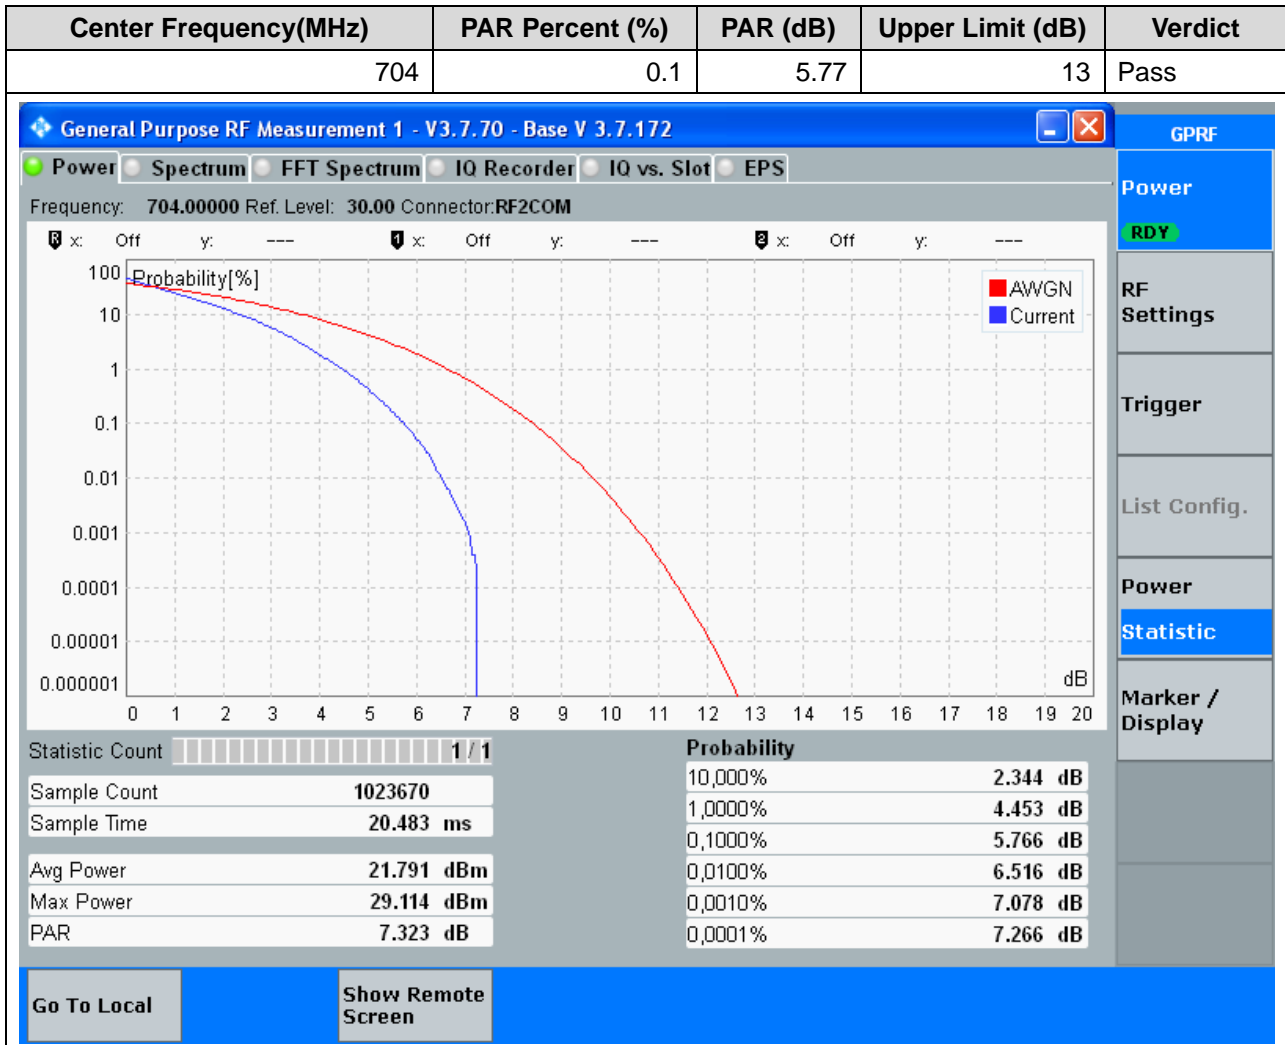 Center Frequency(MHz) PAR Percent (%) PAR (dB) Upper Limit (dB) Verdict
704 0.1 5.77 13 Pass
General Purpose RF Measurement 1 - V3.7.70 - Base V 3.7.172
GPRF
Power Spectrum FFT Spectrum IQ Recorder IQ vs. Slot EPS
Power
RDY
Frequency: 704.00000 Ref. Level: 30.00 Connector:RF2COM
R x: Off y: --- 1 x: Off y: --- 2 x: Off y: ---
Probability[%]
AWGN
Current
100
10
1
0.1
0.01
0.001
0.0001
0.00001
0.000001
dB
0 1 2 3 4 5 6 7 8 9 10 11 12 13 14 15 16 17 18 19 20
RF
Settings
Trigger
List Config.
Power
Statistic
Marker /
Display
Statistic Count 1 / 1
Sample Count 1023670
Sample Time 20.483 ms
Avg Power 21.791 dBm
Max Power 29.114 dBm
PAR 7.323 dB
Probability
10,000% 2.344 dB
1,0000% 4.453 dB
0,1000% 5.766 dB
0,0100% 6.516 dB
0,0010% 7.078 dB
0,0001% 7.266 dB
Go To Local
Show Remote
Screen